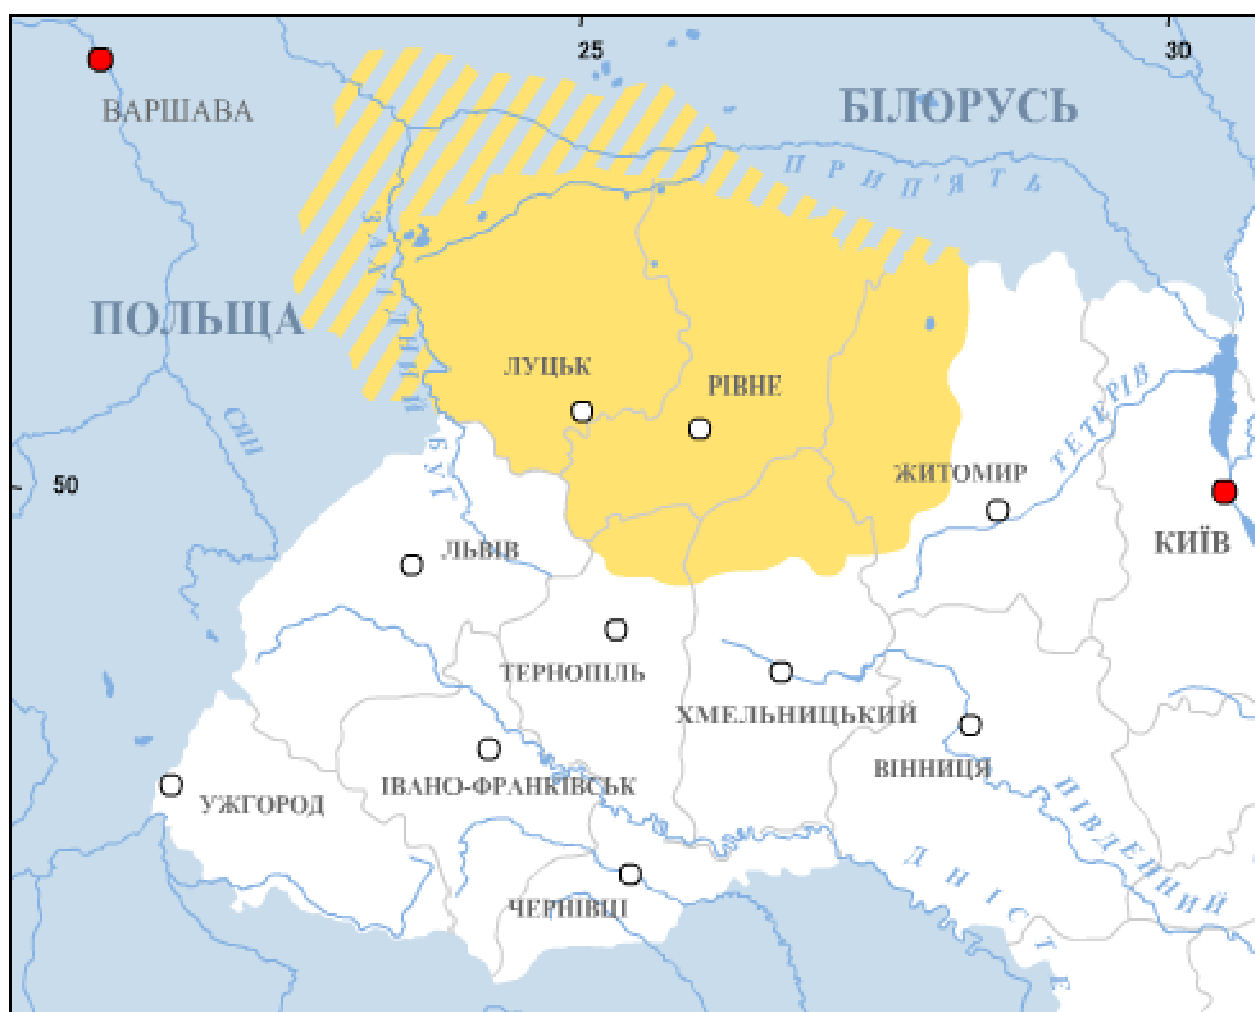 25
30
ВАРШАВА
БІЛОРУСЬ
ПРИП'ЯТЬ
ЗАХІДНИЙ БУГ
ПОЛЬЩА
ЛУЦЬК
РІВНЕ
СЯН
ТЕТЕРІВ
ЖИТОМИР
50
КИЇВ
ЛЬВІВ
ТЕРНОПІЛЬ
ХМЕЛЬНИЦЬКИЙ
ВІННИЦЯ
ІВАНО-ФРАНКІВСЬК
УЖГОРОД
ПІВДЕННИЙ
ДНІСТЕ
ЧЕРНІВЦІ